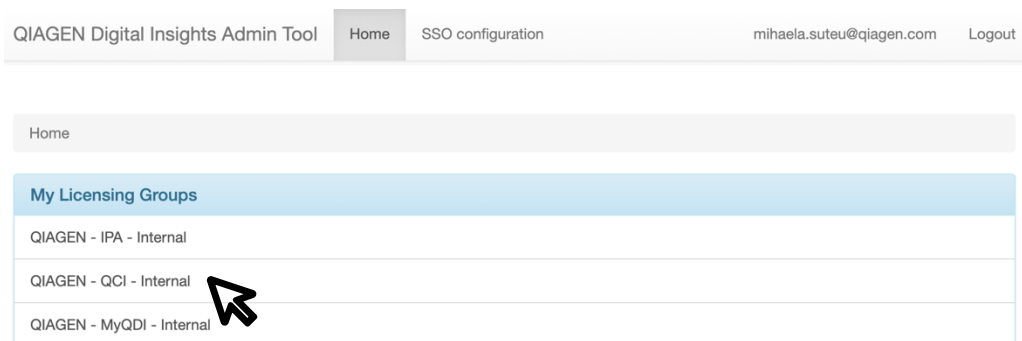 QIAGEN Digital Insights Admin Tool Home SSO configuration mihaela.suteu@qiagen.com Logout
Home
My Licensing Groups
QIAGEN - IPA - Internal
QIAGEN - QCI - Internal
QIAGEN - MyQDI - Internal